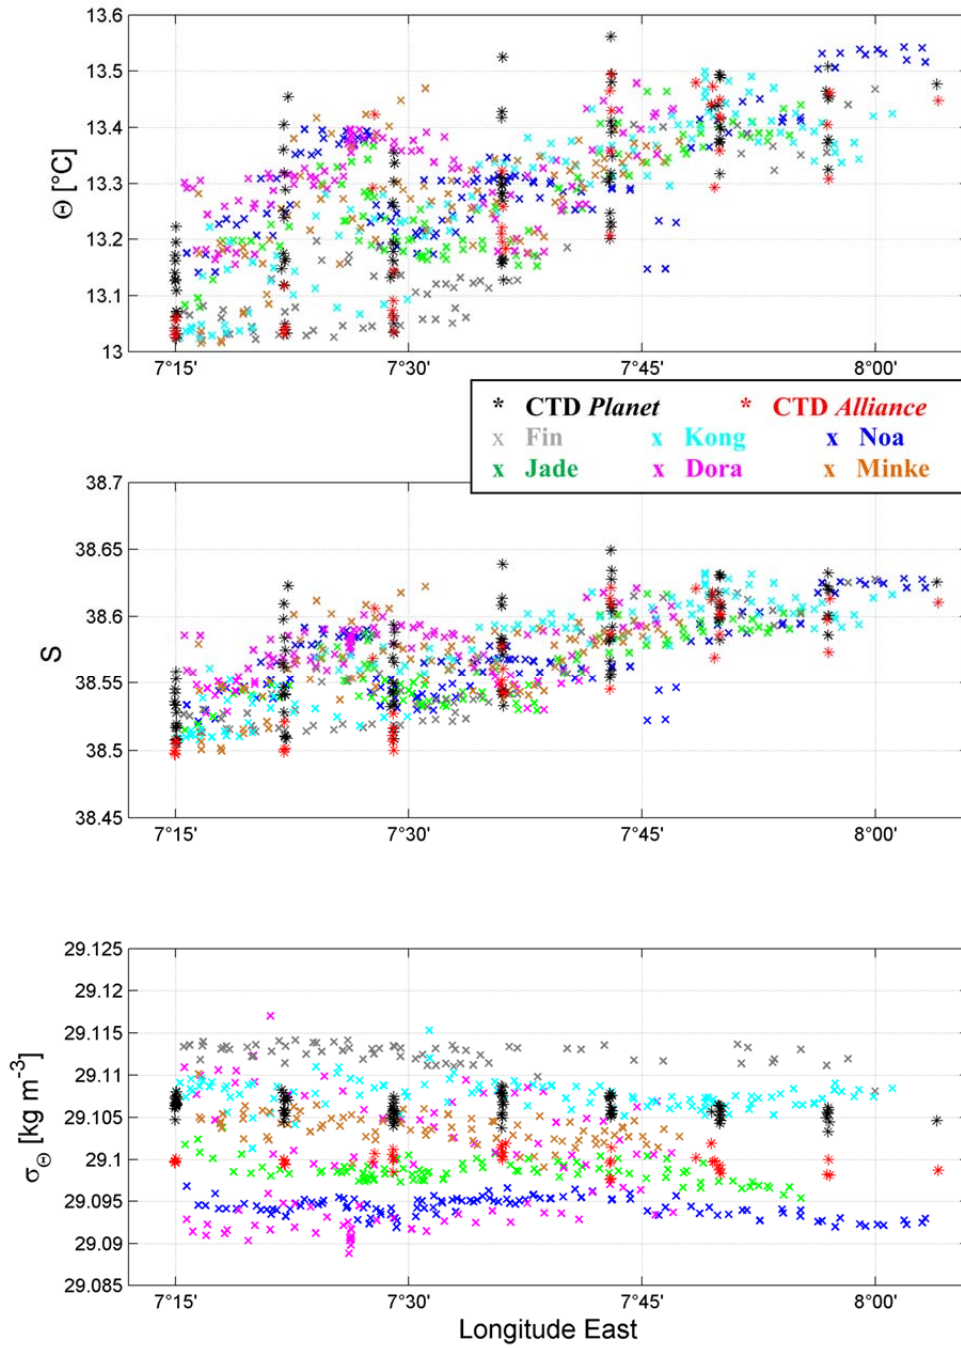 13.6
13.5
13.4
13.3
13.2
13.1
13
Θ [°C]
7°15' 7°30' 7°45' 8°00'
* CTD Planet * CTD Alliance
x Fin x Kong x Noa
x Jade x Dora x Minke
38.7
38.65
38.6
38.55
38.5
38.45
S
7°15' 7°30' 7°45' 8°00'
29.125
29.12
29.115
29.11
29.105
29.1
29.095
29.09
29.085
σΘ [kg m-3]
7°15' 7°30' 7°45' 8°00'
Longitude East